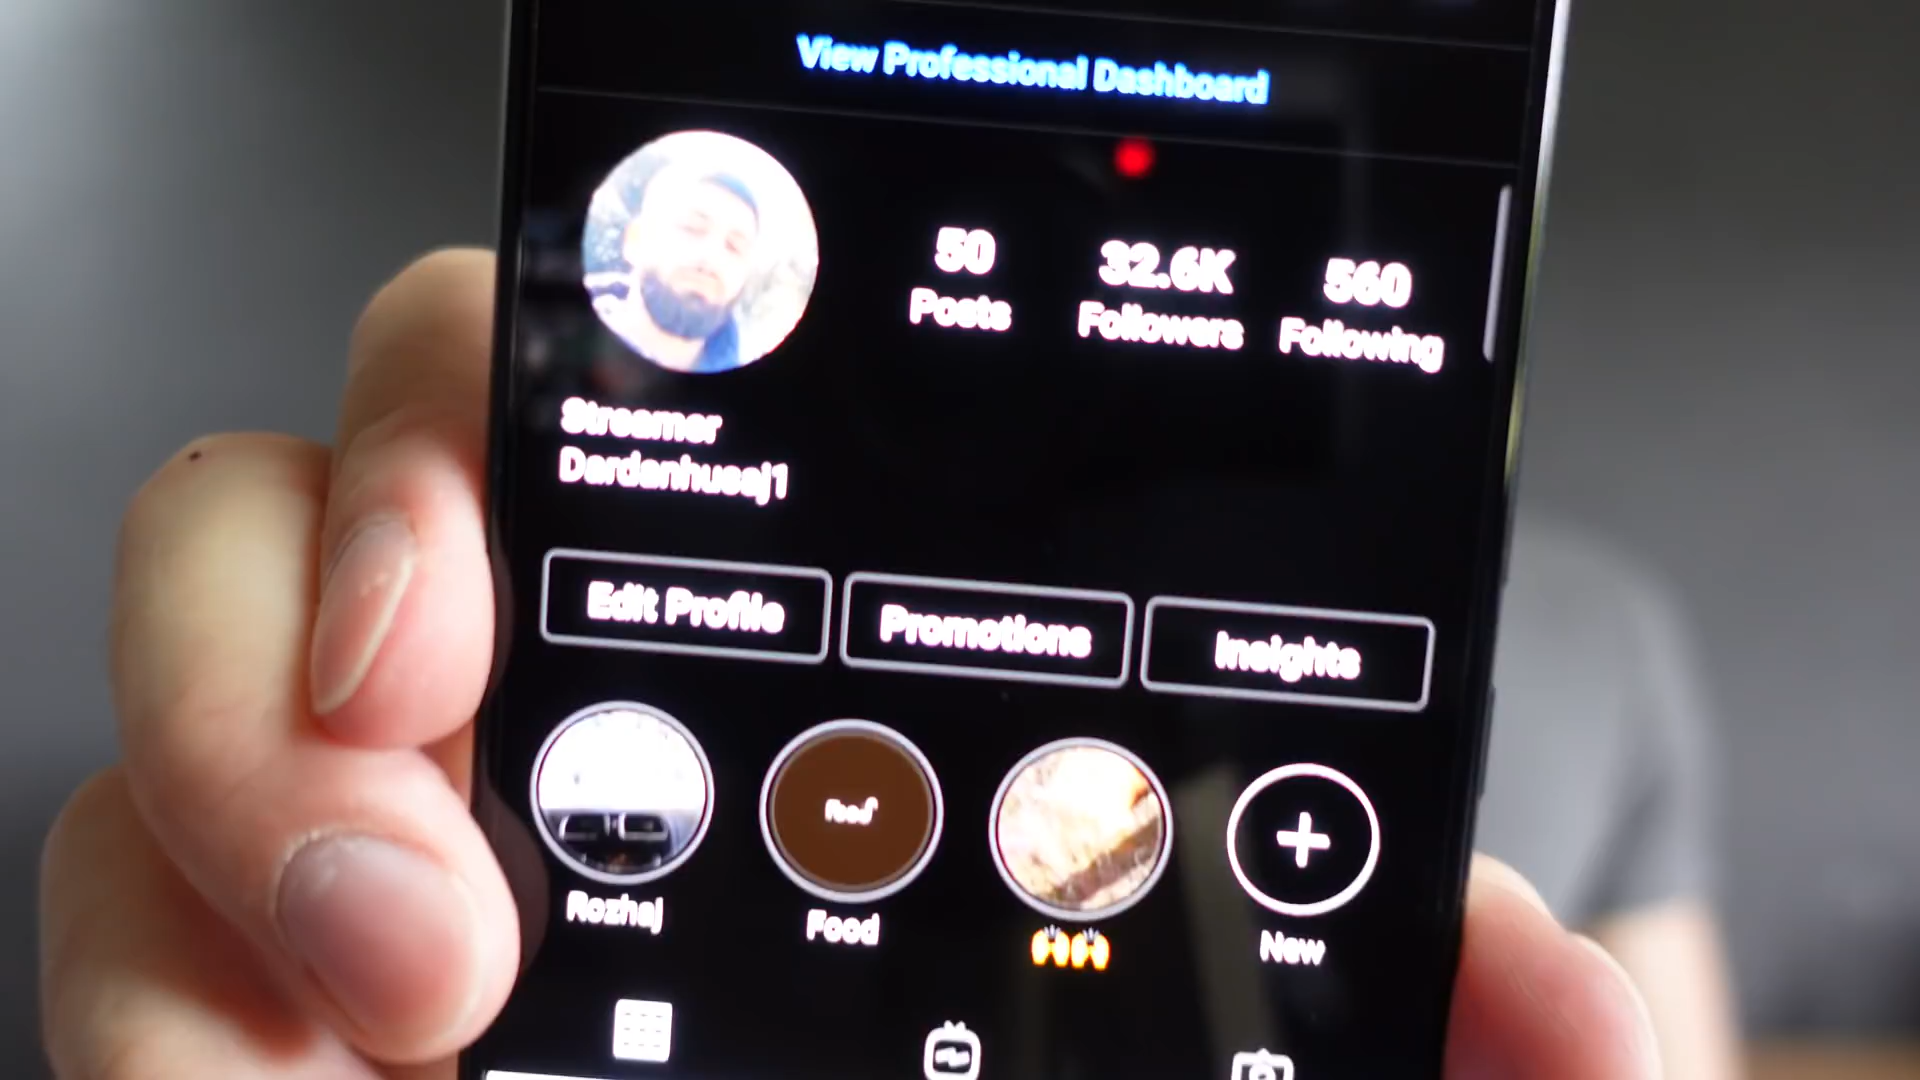 View Professional Dashboard
50 32.6K 560
Posts Followers Following
Streamer
Dardanhusaj1
Edit Profile Promotions Insights
Food
Rozhaj Food 🙌🙌 New